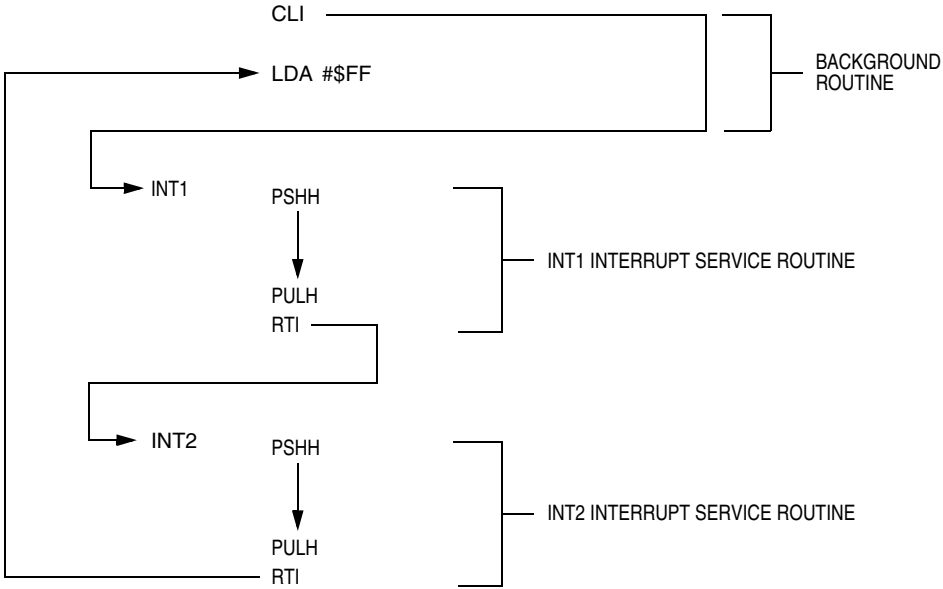 CLI
LDA #$FF
BACKGROUND
ROUTINE
INT1
PSHH
INT1 INTERRUPT SERVICE ROUTINE
PULH
RTI
INT2
PSHH
INT2 INTERRUPT SERVICE ROUTINE
PULH
RTI